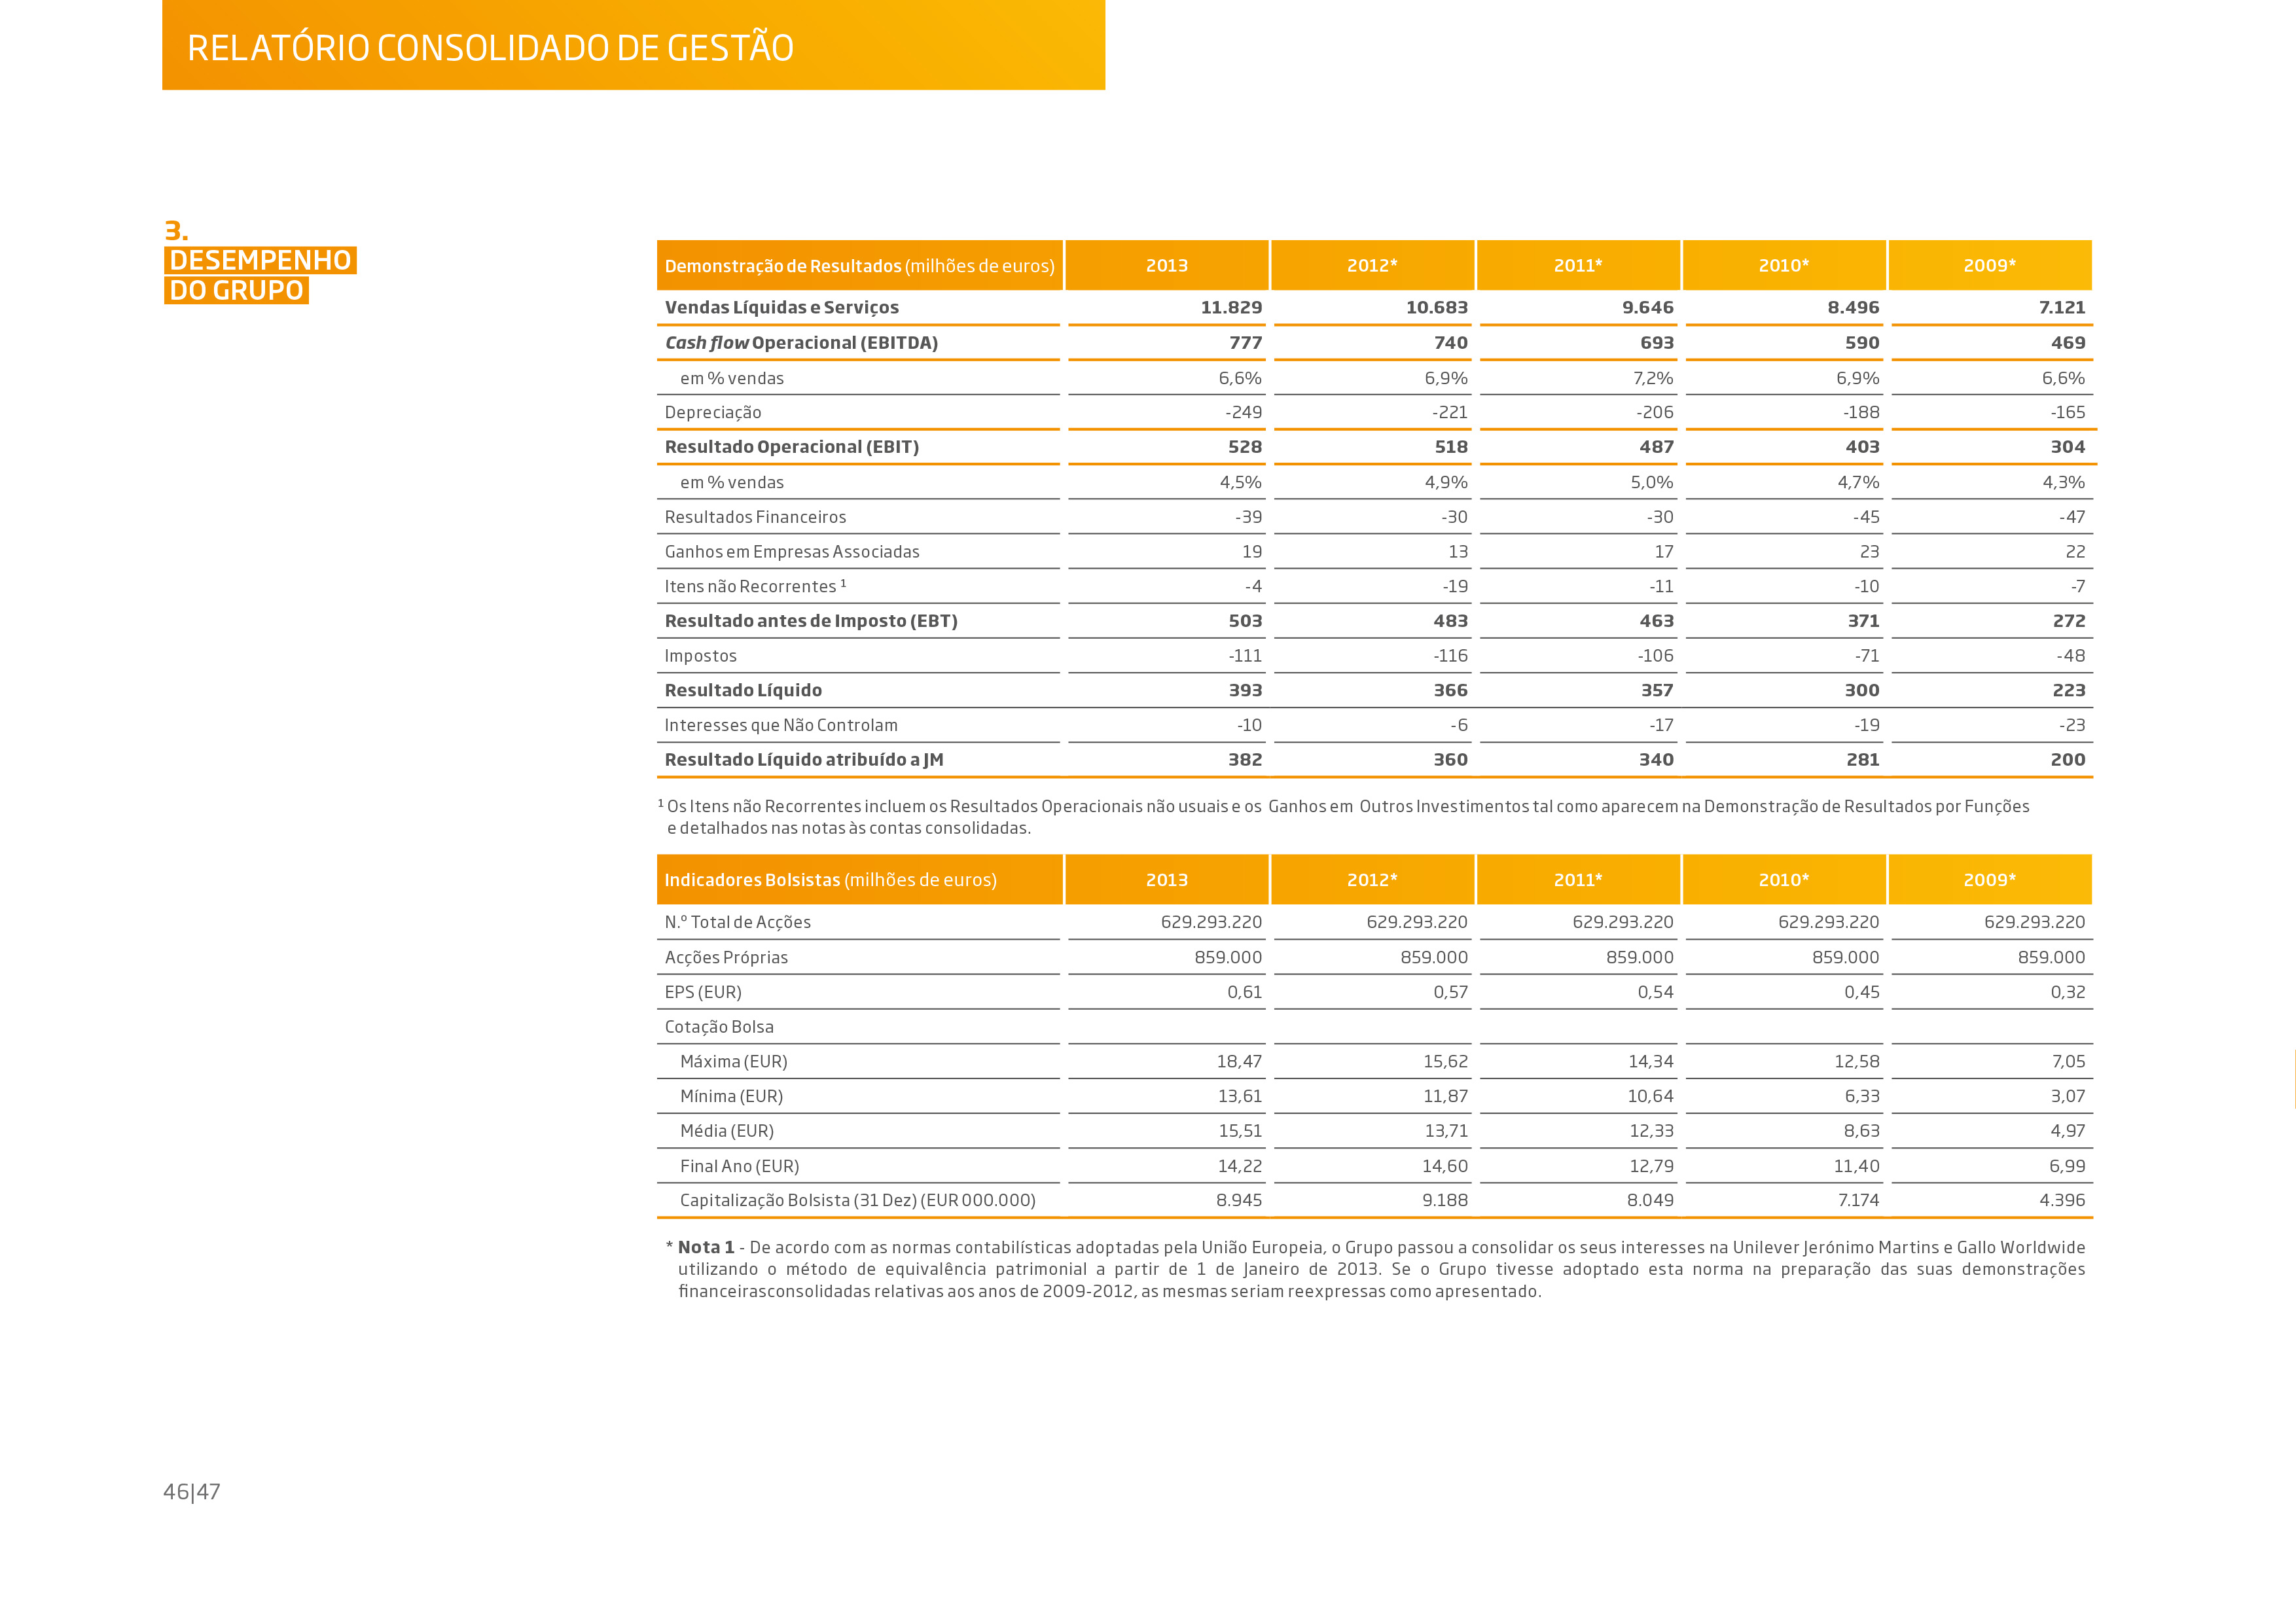 RELATÓRIO CONSOLIDADO DE GESTÃO
3.
DESEMPENHO
DO GRUPO
Demonstração de Resultados (milhões de euros) 2013 2012* 2011* 2010* 2009*
Vendas Líquidas e Serviços 11.829 10.683 9.646 8.496 7.121
Cash flow Operacional (EBITDA) 777 740 693 590 469
em % vendas 6,6% 6,9% 7,2% 6,9% 6,6%
Depreciação -249 -221 -206 -188 -165
Resultado Operacional (EBIT) 528 518 487 403 304
em % vendas 4,5% 4,9% 5,0% 4,7% 4,3%
Resultados Financeiros -39 -30 -30 -45 -47
Ganhos em Empresas Associadas 19 13 17 23 22
Itens não Recorrentes ¹ -4 -19 -11 -10 -7
Resultado antes de Imposto (EBT) 503 483 463 371 272
Impostos -111 -116 -106 -71 -48
Resultado Líquido 393 366 357 300 223
Interesses que Não Controlam -10 -6 -17 -19 -23
Resultado Líquido atribuído a JM 382 360 340 281 200
¹ Os Itens não Recorrentes incluem os Resultados Operacionais não usuais e os Ganhos em Outros Investimentos tal como aparecem na Demonstração de Resultados por Funções
e detalhados nas notas às contas consolidadas.
Indicadores Bolsistas (milhões de euros) 2013 2012* 2011* 2010* 2009*
N.º Total de Acções 629.293.220 629.293.220 629.293.220 629.293.220 629.293.220
Acções Próprias 859.000 859.000 859.000 859.000 859.000
EPS (EUR) 0,61 0,57 0,54 0,45 0,32
Cotação Bolsa
Máxima (EUR) 18,47 15,62 14,34 12,58 7,05
Mínima (EUR) 13,61 11,87 10,64 6,33 3,07
Média (EUR) 15,51 13,71 12,33 8,63 4,97
Final Ano (EUR) 14,22 14,60 12,79 11,40 6,99
Capitalização Bolsista (31 Dez) (EUR 000.000) 8.945 9.188 8.049 7.174 4.396
* Nota 1 - De acordo com as normas contabilísticas adoptadas pela União Europeia, o Grupo passou a consolidar os seus interesses na Unilever Jerónimo Martins e Gallo Worldwide
utilizando o método de equivalência patrimonial a partir de 1 de Janeiro de 2013. Se o Grupo tivesse adoptado esta norma na preparação das suas demonstrações
financeirasconsolidadas relativas aos anos de 2009-2012, as mesmas seriam reexpressas como apresentado.
46|47